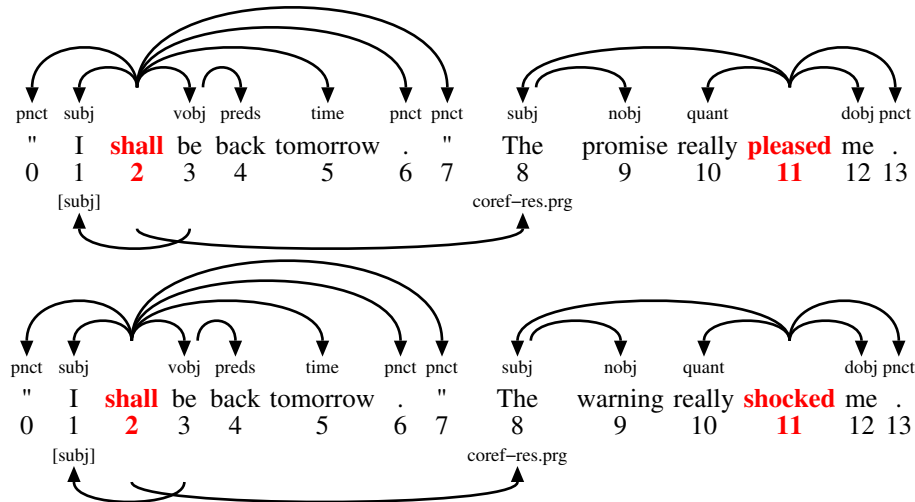 pnct subj vobj preds time pnct pnct subj nobj quant dobj pnct
" I shall be back tomorrow . " The promise really pleased me .
0 1 2 3 4 5 6 7 8 9 10 11 12 13
[subj] coref-res.prg
pnct subj vobj preds time pnct pnct subj nobj quant dobj pnct
" I shall be back tomorrow . " The warning really shocked me .
0 1 2 3 4 5 6 7 8 9 10 11 12 13
[subj] coref-res.prg